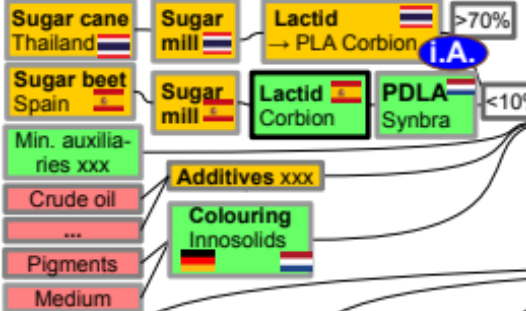 Sugar cane
Thailand
Sugar
mill
Lactid
→ PLA Corbion
>70%
i.A.
Sugar beet
Spain
Sugar
mill
Lactid
Corbion
PDLA
Synbra
<10%
Min. auxilia-
ries xxx
Additives xxx
Crude oil
...
Colouring
Innosolids
Pigments
Medium